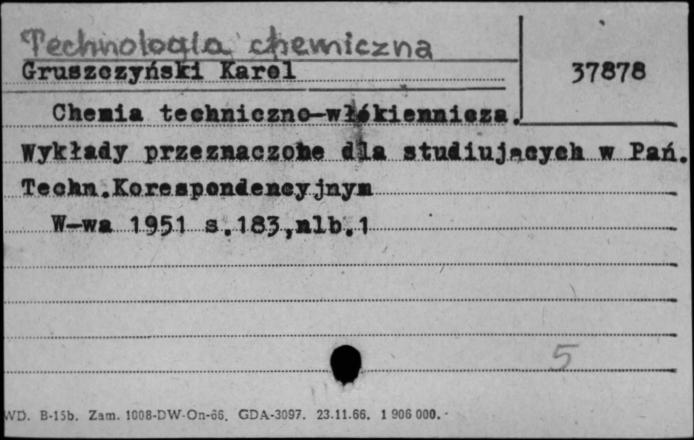 Technologia chemiczna
Gruszczyński Karol
37878
Chemia techniczno-włókiennicza.
Wykłady przeznaczone dla studiujących w Pań.
Techn.Korespondencyjnym
W-wa 1951 s.183,nlb.1
5
WD. B-15b. Zam. 1008-DW-On-66. GDA-3097. 23.11.66. 1 906 000.